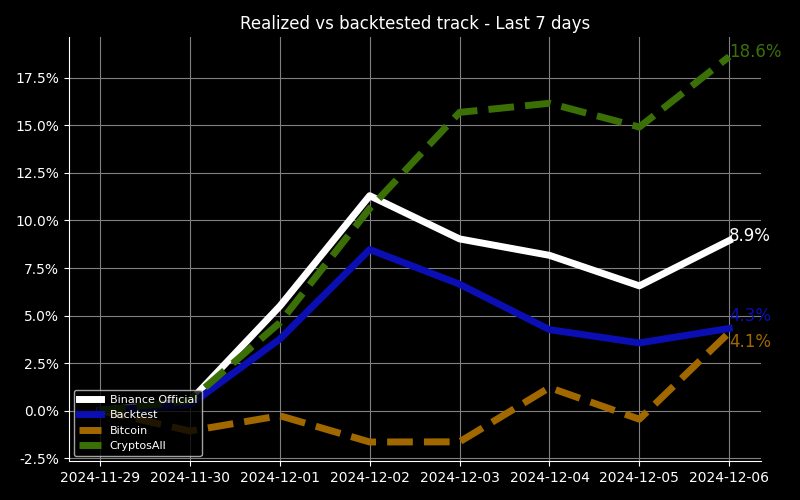 Realized vs backtested track - Last 7 days
18.6%
17.5%
15.0%
12.5%
10.0%
8.9%
7.5%
5.0%
4.3%
4.1%
2.5%
0.0%
-2.5%
Binance Official
Backtest
Bitcoin
CryptosAll
2024-11-29 2024-11-30 2024-12-01 2024-12-02 2024-12-03 2024-12-04 2024-12-05 2024-12-06